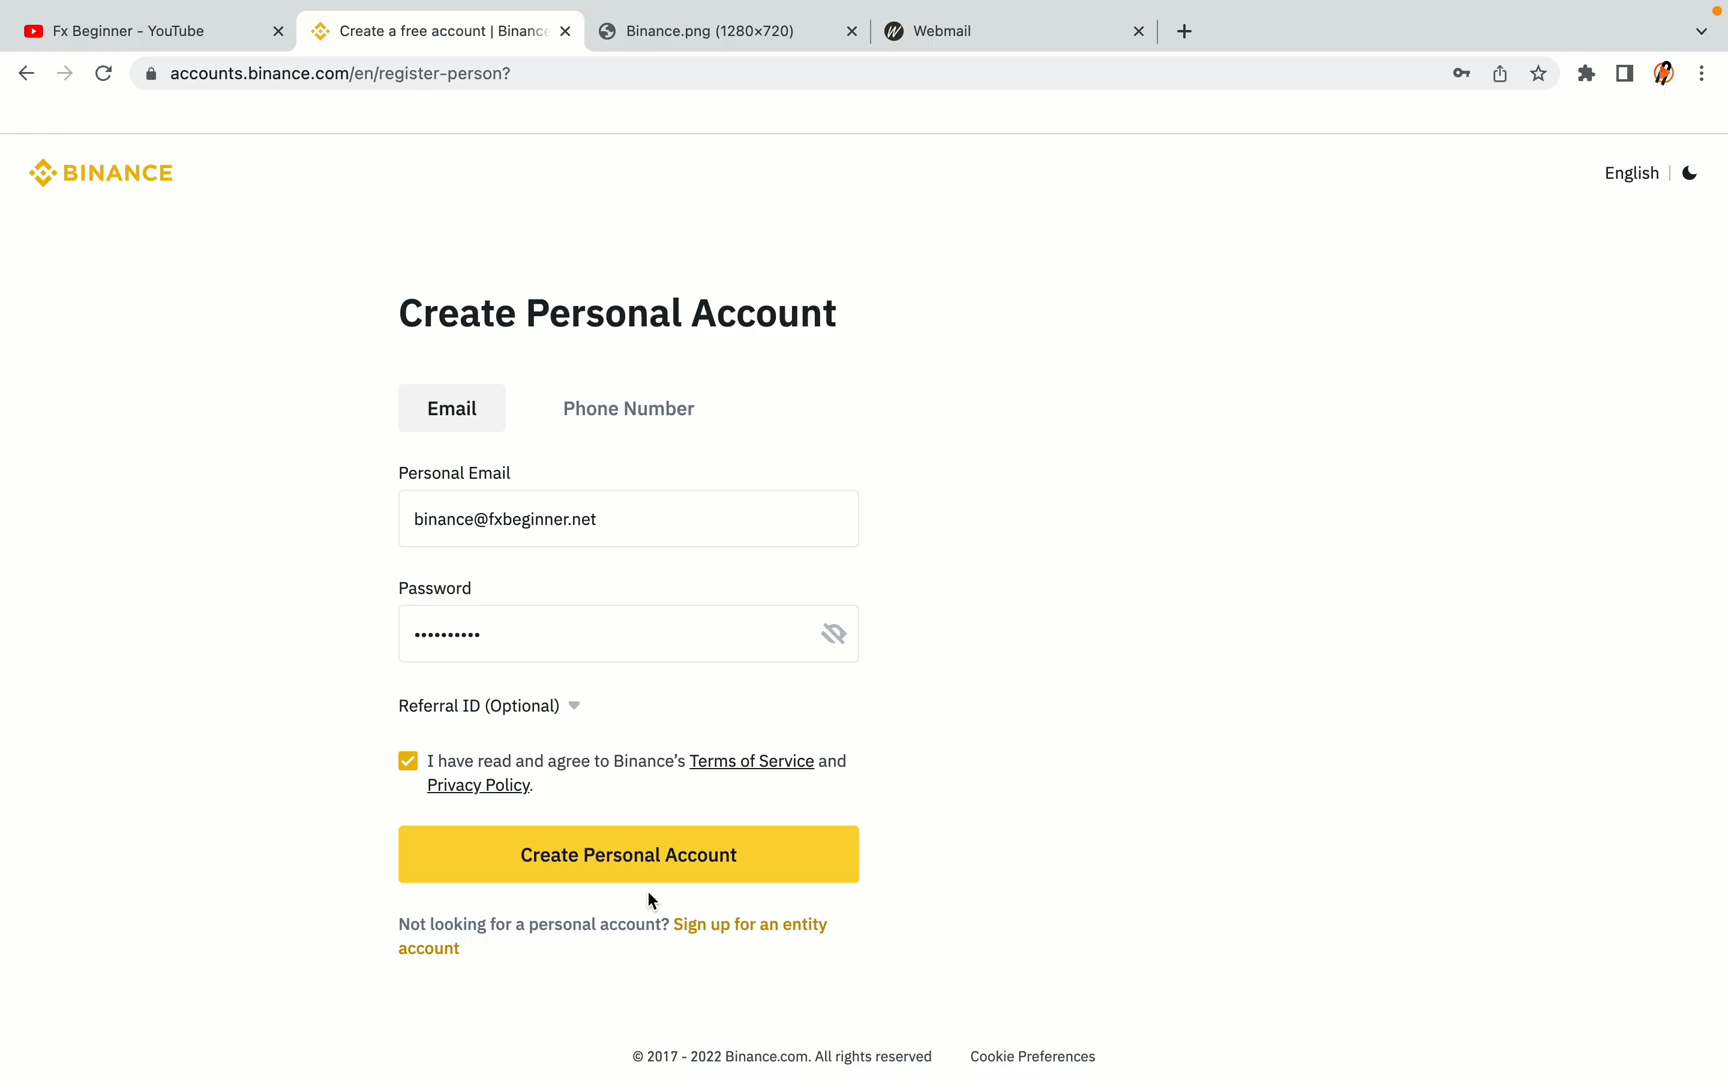 Fx Beginner - YouTube
Create a free account | Binance
Binance.png (1280×720)
Webmail
accounts.binance.com/en/register-person?
BINANCE
English
Create Personal Account
Email
Phone Number
Personal Email
binance@fxbeginner.net
Password
••••••••••
Referral ID (Optional)
I have read and agree to Binance’s Terms of Service and
Privacy Policy.
Create Personal Account
Not looking for a personal account? Sign up for an entity
account
© 2017 - 2022 Binance.com. All rights reserved
Cookie Preferences